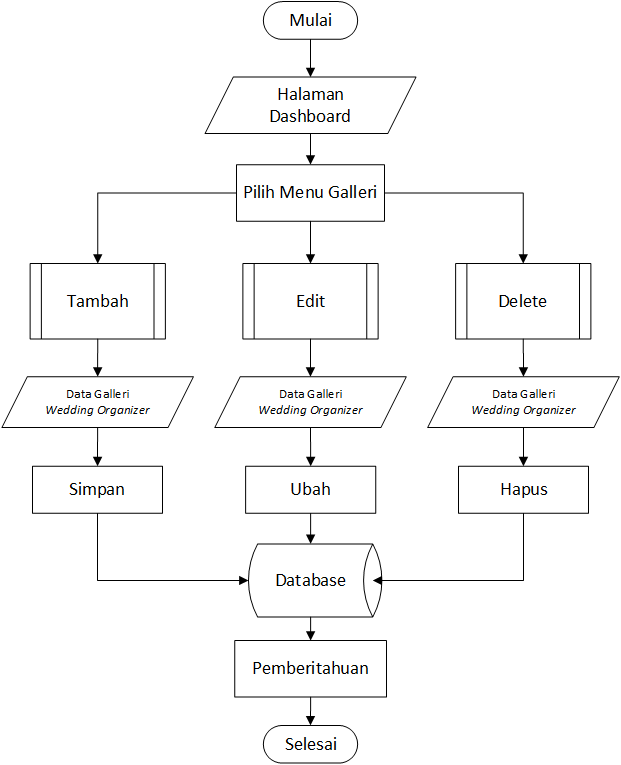 Mulai
Halaman
Dashboard
Pilih Menu Galleri
Tambah
Edit
Delete
Data Galleri
Wedding Organizer
Data Galleri
Wedding Organizer
Data Galleri
Wedding Organizer
Simpan
Ubah
Hapus
Database
Pemberitahuan
Selesai